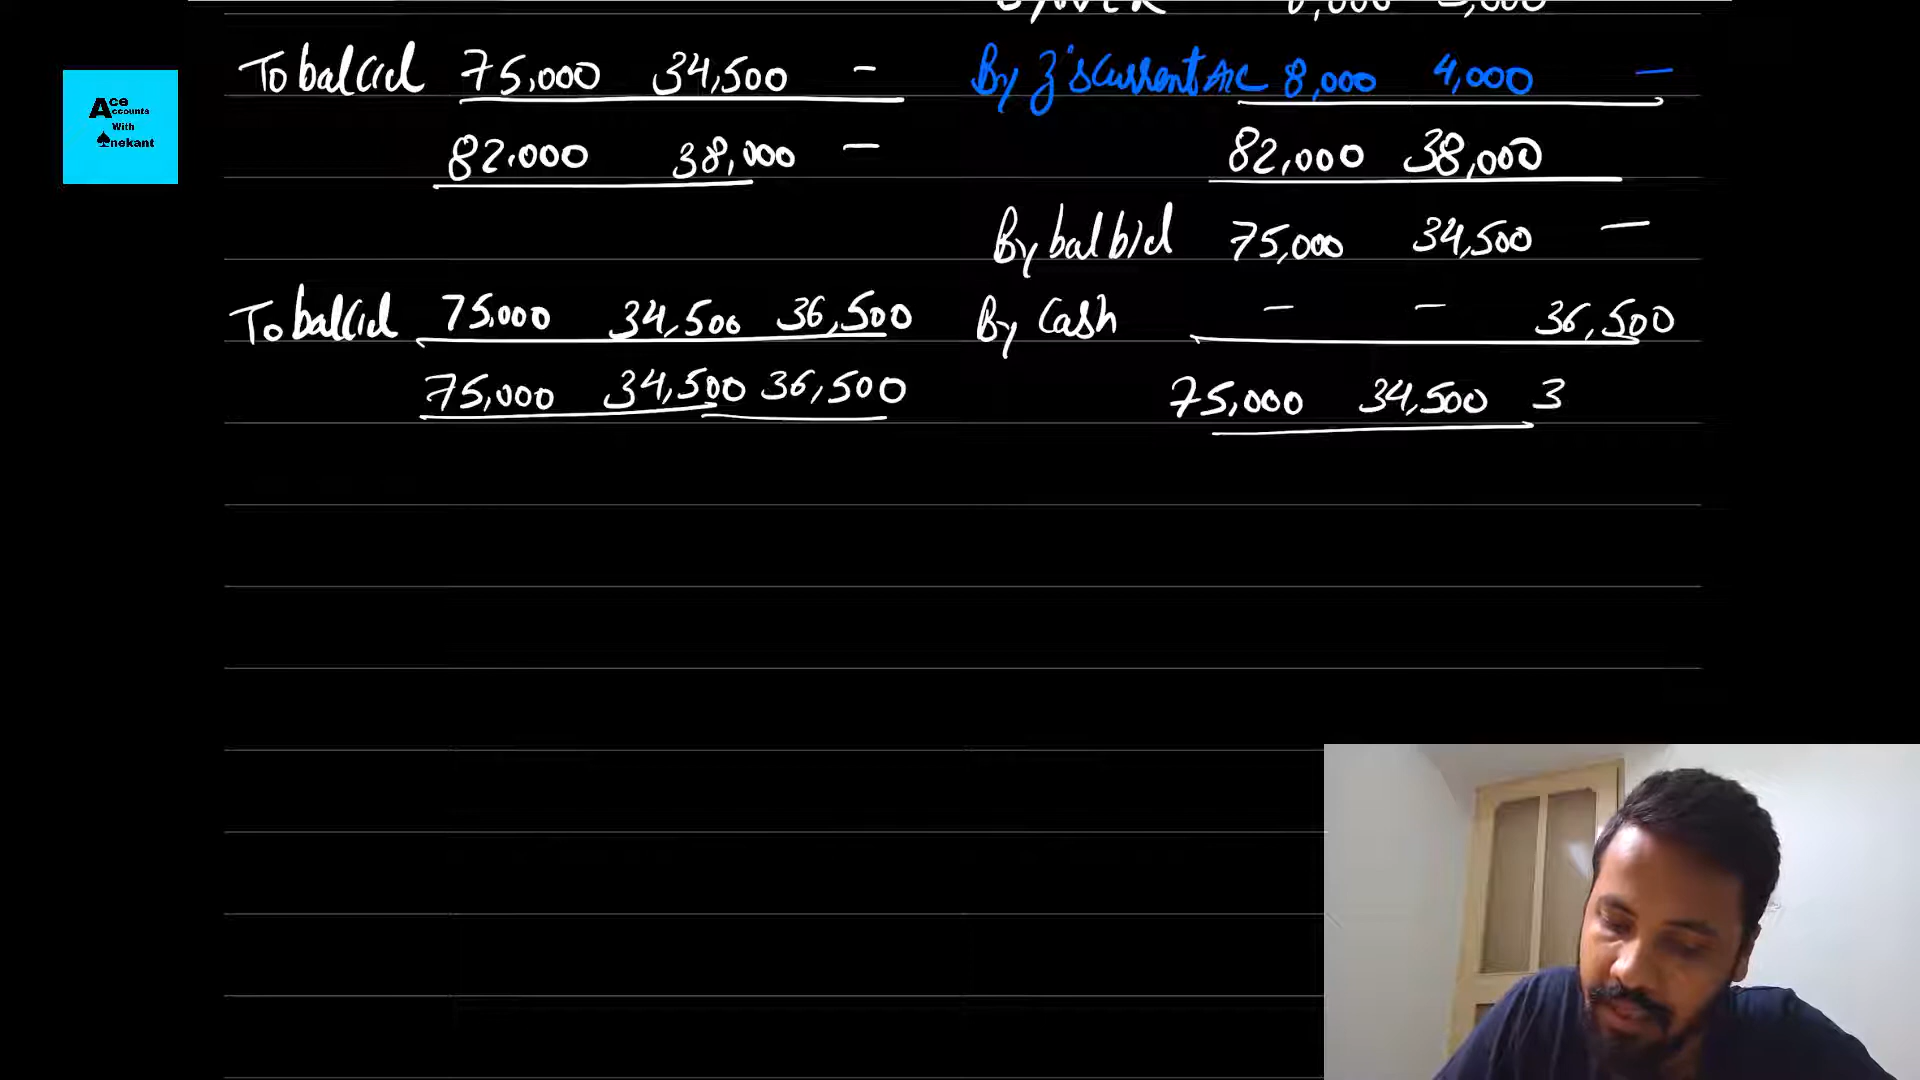 Ace
Accounts
With
Anekant
To bal c/d 75,000 34,500 – By Z's Current A/c 8,000 4,000 –
82,000 38,000 – 82,000 38,000
By bal b/d 75,000 34,500 –
To bal c/d 75,000 34,500 36,500 By Cash – – 36,500
75,000 34,500 36,500 75,000 34,500 3